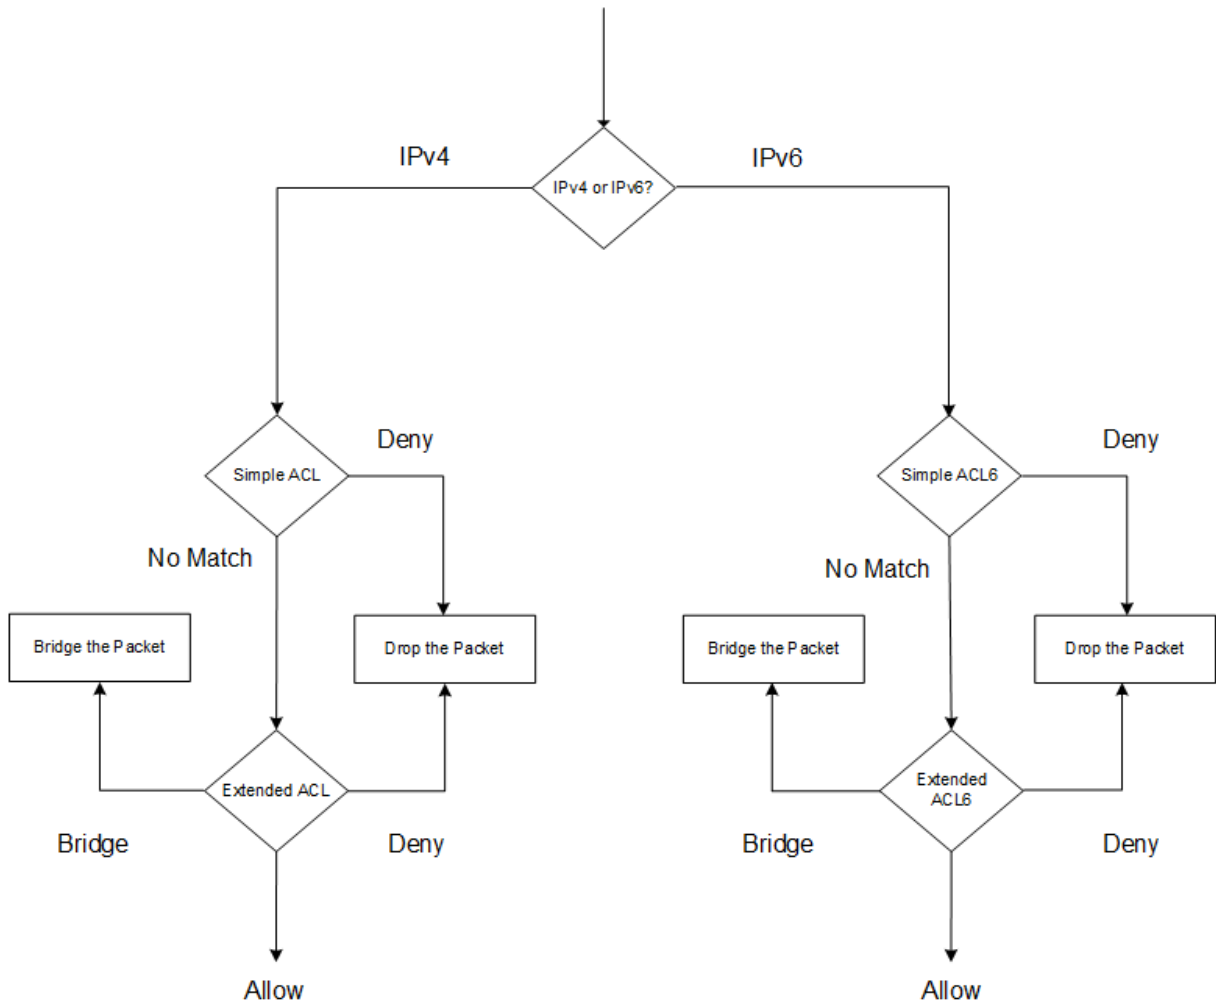 IPv4
IPv6
IPv4 or IPv6?
Deny
Deny
Simple ACL
Simple ACL6
No Match
No Match
Bridge the Packet
Drop the Packet
Bridge the Packet
Drop the Packet
Extended ACL
Extended
ACL6
Bridge
Deny
Bridge
Deny
Allow
Allow